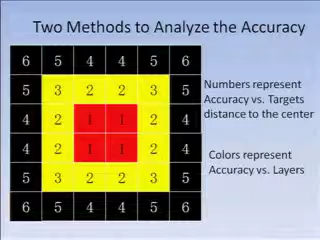 Two Methods to Analyze the Accuracy
6 5 4 4 5 6
5 3 2 2 3 5
4 2 1 1 2 4
4 2 1 1 2 4
5 3 2 2 3 5
6 5 4 4 5 6
Numbers represent
Accuracy vs. Targets
distance to the center
Colors represent
Accuracy vs. Layers